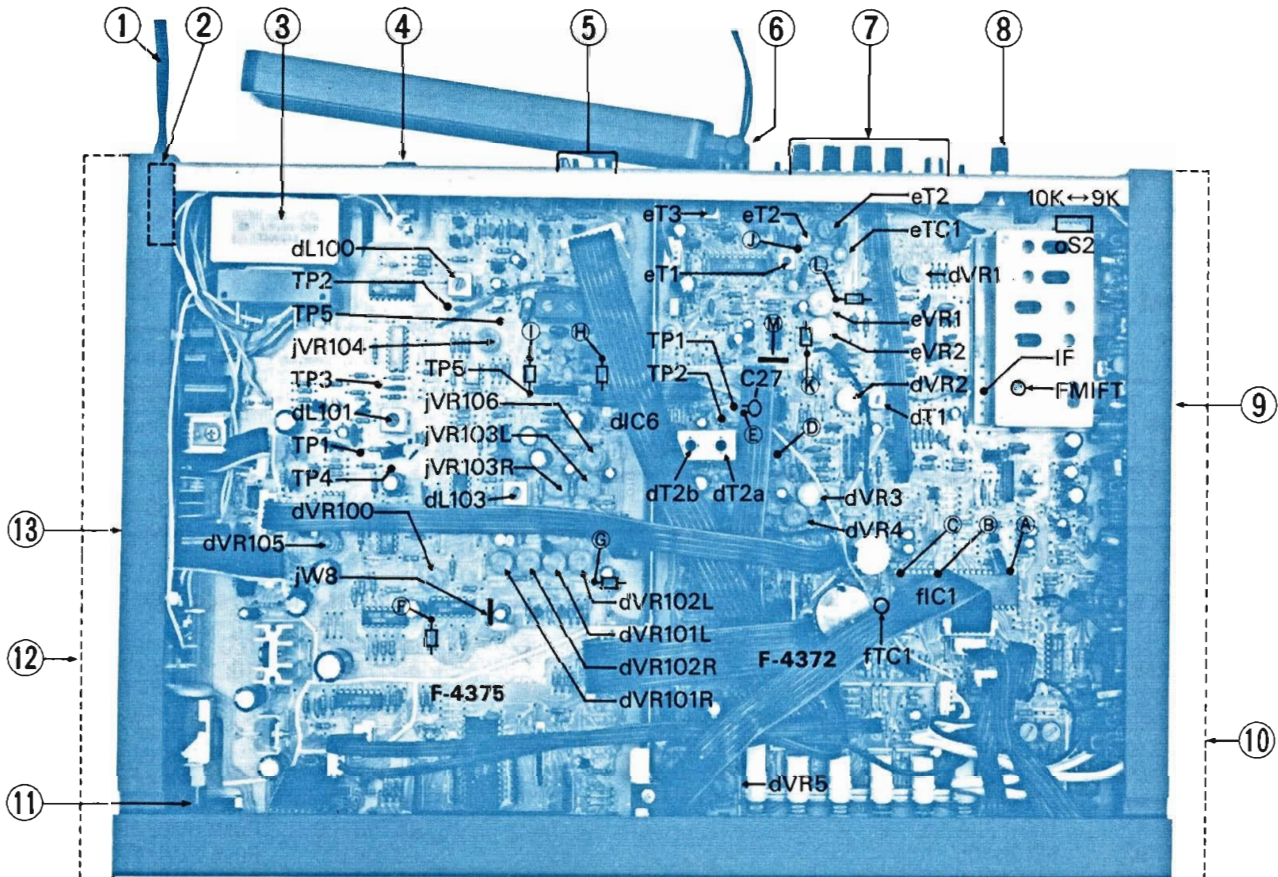 ① ② ③ ④ ⑤ ⑥ ⑦ ⑧
eT2
10K↔9K
eT3 eT2 eTC1
oS2
Ⓙ
dL100 eT1 Ⓛ dVR1
TP2
TP5 Ⓘ Ⓗ Ⓜ eVR1
jVR104 TP1 eVR2 IF
TP3 TP5 TP2 C27 Ⓚ FMIFT
jVR106 dVR2 ⑨
dL101 dIC6 Ⓔ Ⓓ dT1
jVR103L
TP1
TP4 jVR103R dT2b dT2a
dL103 dVR3
dVR100 dVR4
⑬
dVR105 Ⓖ Ⓒ Ⓑ Ⓐ
jW8 fIC1
Ⓕ dVR102L
dVR101L
⑫ dVR102R F-4372 fTC1
F-4375 dVR101R
⑩
dVR5
⑪